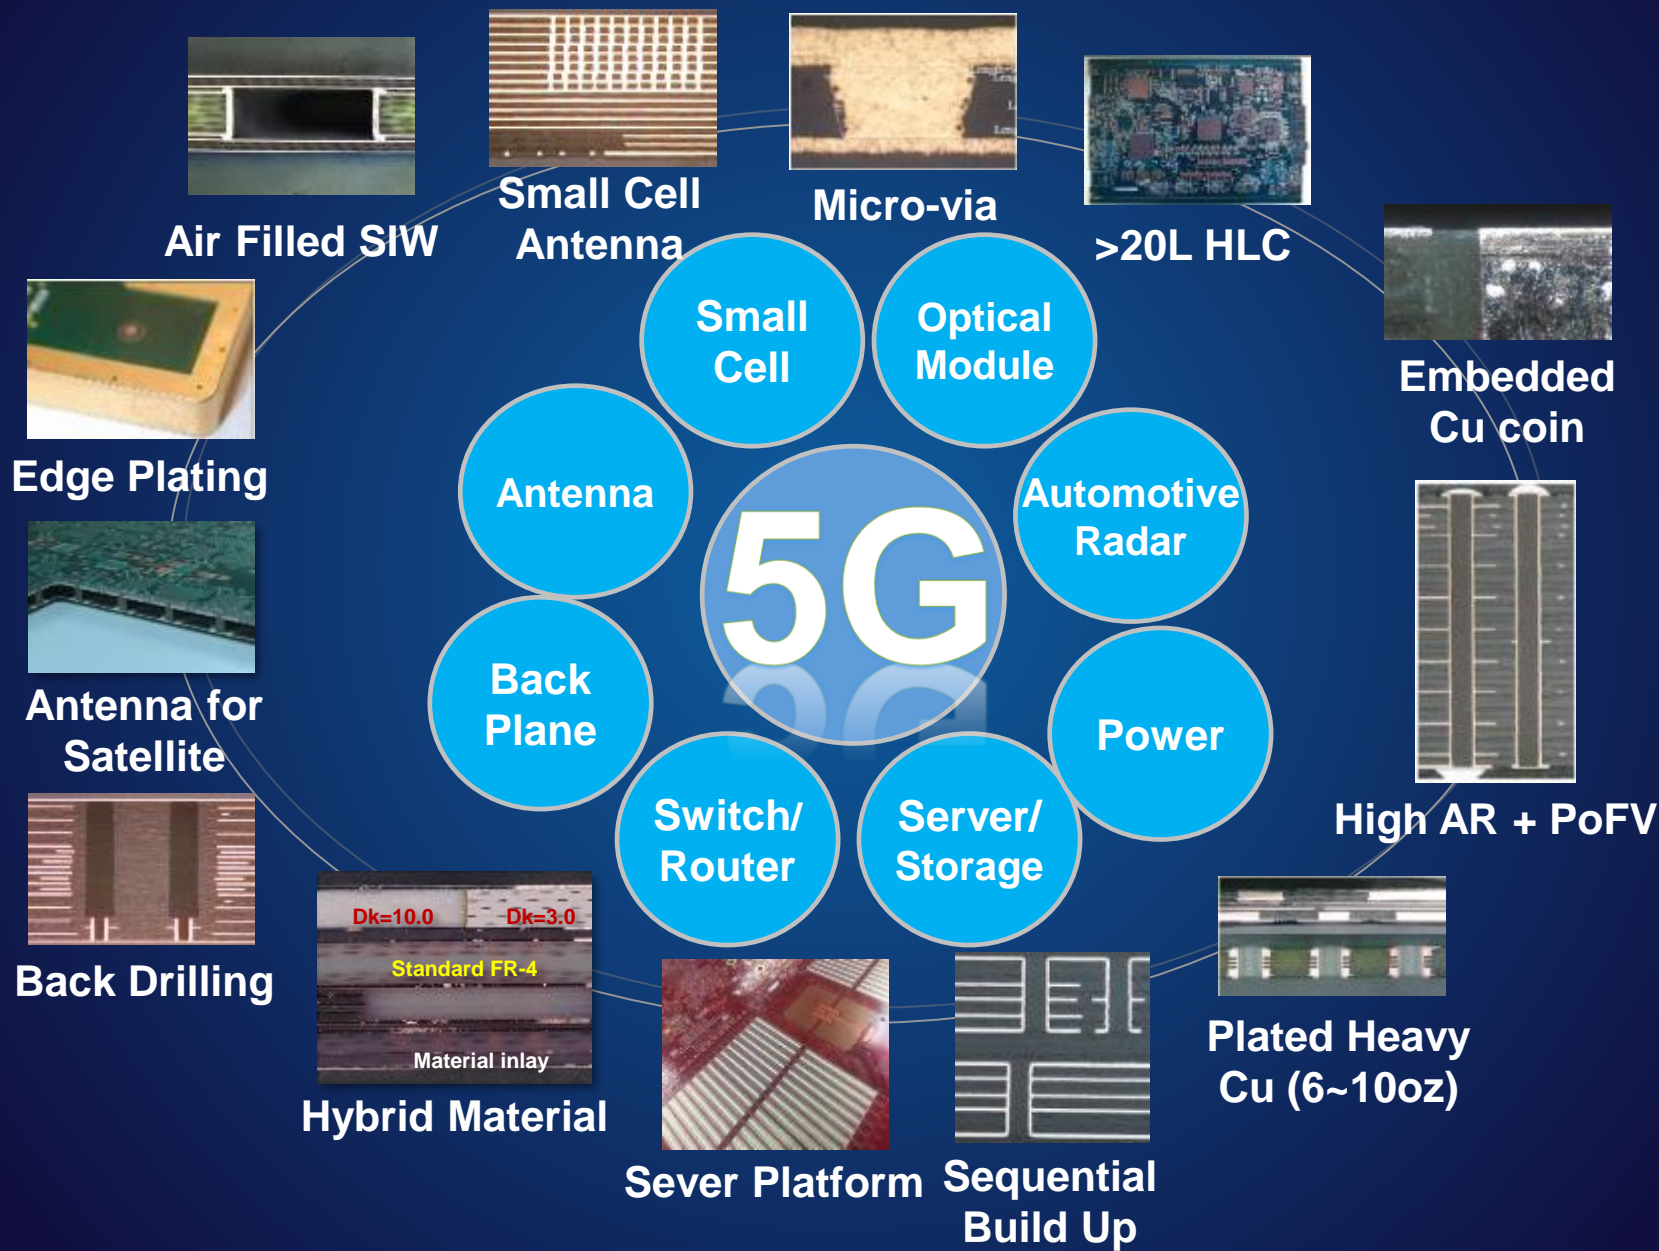 Air Filled SIW
Small Cell
Antenna
Micro-via
>20L HLC
Embedded
Cu coin
High AR + PoFV
Plated Heavy
Cu (6~10oz)
Sequential
Build Up
Sever Platform
Dk=10.0
Dk=3.0
Standard FR-4
Material inlay
Hybrid Material
Back Drilling
Antenna for
Satellite
Edge Plating
Small
Cell
Optical
Module
Automotive
Radar
Power
Server/
Storage
Switch/
Router
Back
Plane
Antenna
5G